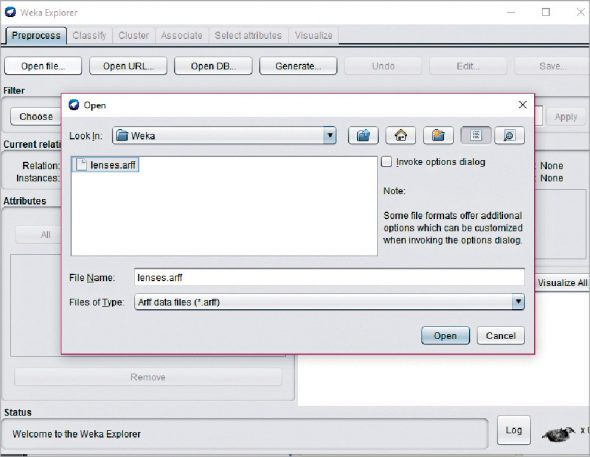 Weka Explorer
Preprocess Classify Cluster Associate Select attributes Visualize
Open file... Open URL... Open DB... Generate... Undo Edit... Save...
Filter
Choose Apply
Open
Look In: Weka
lenses.arff
Invoke options dialog
Note:
Some file formats offer additional
options which can be customized
when invoking the options dialog.
File Name: lenses.arff
Files of Type: Arff data files (*.arff)
Open Cancel
Current relati
Relation: : None
Instances: : None
Attributes
All
Visualize All
Remove
Status
Welcome to the Weka Explorer
Log x